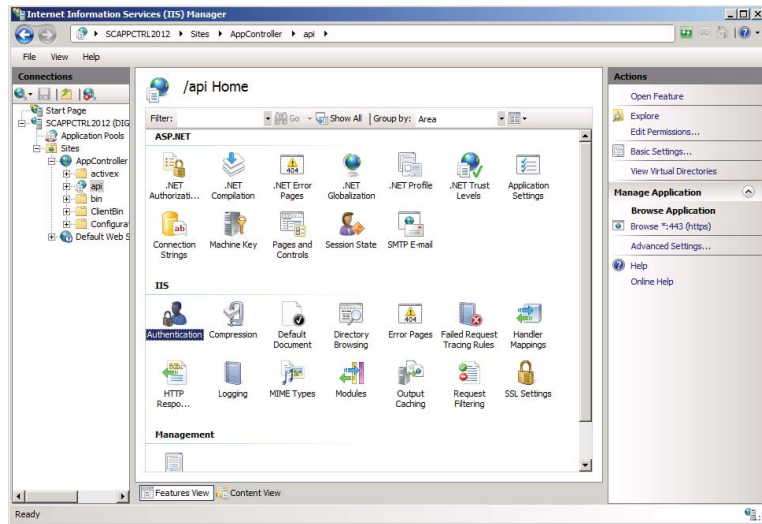 Internet Information Services (IIS) Manager
SCAPPCTRL2012 Sites AppController api
File View Help
Connections
Start Page
SCAPPCTRL2012 (DIG
Application Pools
Sites
AppController
activex
api
bin
ClientBin
Configura
Default Web S
/api Home
Filter: Go Show All Group by: Area
ASP.NET
.NET Authorizati...
.NET Compilation
404
.NET Error Pages
.NET Globalization
.NET Profile
.NET Trust Levels
Application Settings
ab
Connection Strings
Machine Key
Pages and Controls
Session State
SMTP E-mail
IIS
Authentication
Compression
Default Document
Directory Browsing
404
Error Pages
Failed Request Tracing Rules
Handler Mappings
HTTP Respo...
Logging
MIME Types
Modules
Output Caching
Request Filtering
SSL Settings
Management
Features View Content View
Actions
Open Feature
Explore
Edit Permissions...
Basic Settings...
View Virtual Directories
Manage Application
Browse Application
Browse *:443 (https)
Advanced Settings...
Help
Online Help
Ready